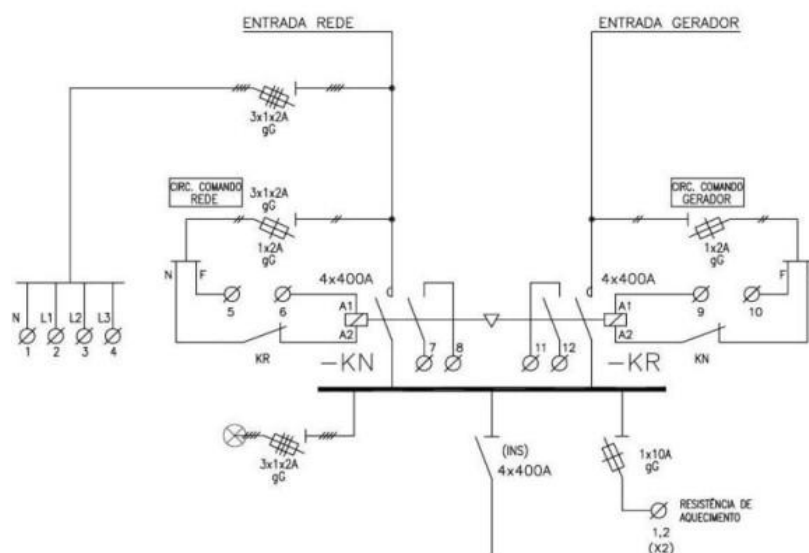 ENTRADA REDE
ENTRADA GERADOR
3x1x2A
gG
CIRC. COMANDO
REDE
3x1x2A
1x2A
gG
CIRC. COMANDO
GERADOR
1x2A
gG
N
F
F
4x400A
4x400A
5
6
A1
A2
A1
A2
9
10
N
L1
L2
L3
1
2
3
4
KR
-KN
7
8
11
12
-KR
KN
3x1x2A
gG
(INS)
4x400A
1x10A
gG
RESISTÊNCIA DE
AQUECIMENTO
1,2
(X2)